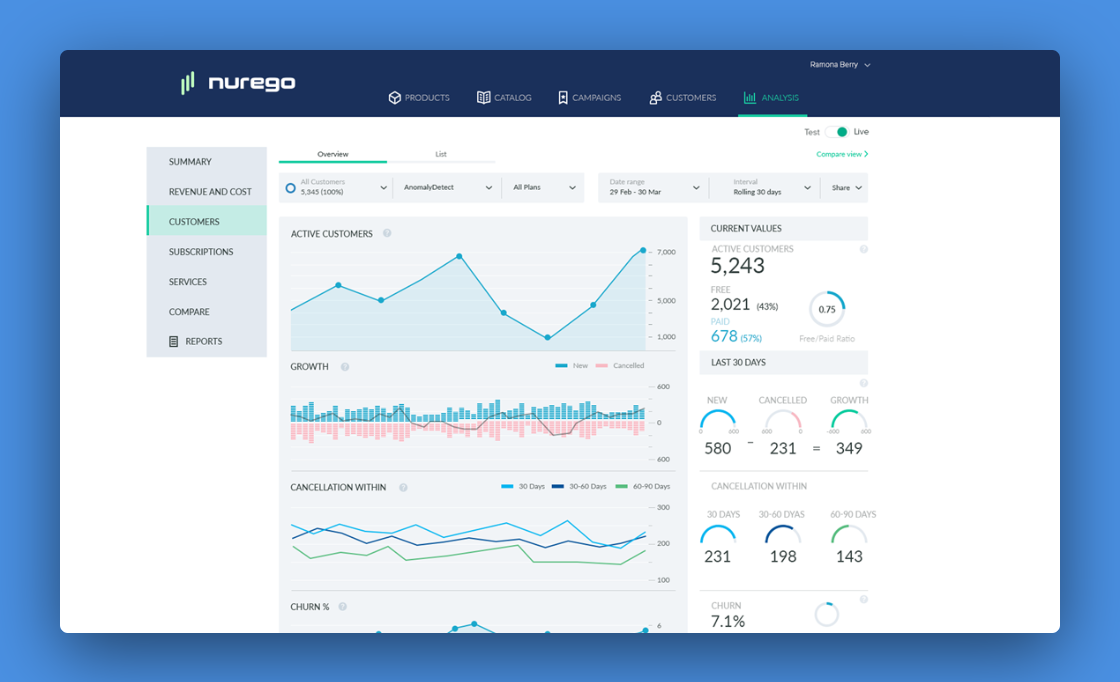 Ramona Berry
nurego
PRODUCTS
CATALOG
CAMPAIGNS
CUSTOMERS
ANALYSIS
Test
Live
SUMMARY
REVENUE AND COST
CUSTOMERS
SUBSCRIPTIONS
SERVICES
COMPARE
REPORTS
Overview
List
Compare view
All Customers
5,345 (100%)
AnomalyDetect
All Plans
Date range
29 Feb - 30 Mar
Interval
Rolling 30 days
Share
ACTIVE CUSTOMERS ?
7,000
5,000
1,000
GROWTH ?
New
Cancelled
600
0
600
CANCELLATION WITHIN ?
30 Days
30-60 Days
60-90 Days
300
200
100
CHURN % ?
6
CURRENT VALUES
ACTIVE CUSTOMERS ?
5,243
FREE
2,021 (43%)
PAID
678 (57%)
0.75
Free/Paid Ratio
LAST 30 DAYS
?
NEW CANCELLED GROWTH
0 800 800 0 -800 800
580 - 231 = 349
CANCELLATION WITHIN
30 DAYS 30-60 DYAS 60-90 DAYS
231 198 143
?
CHURN
7.1%